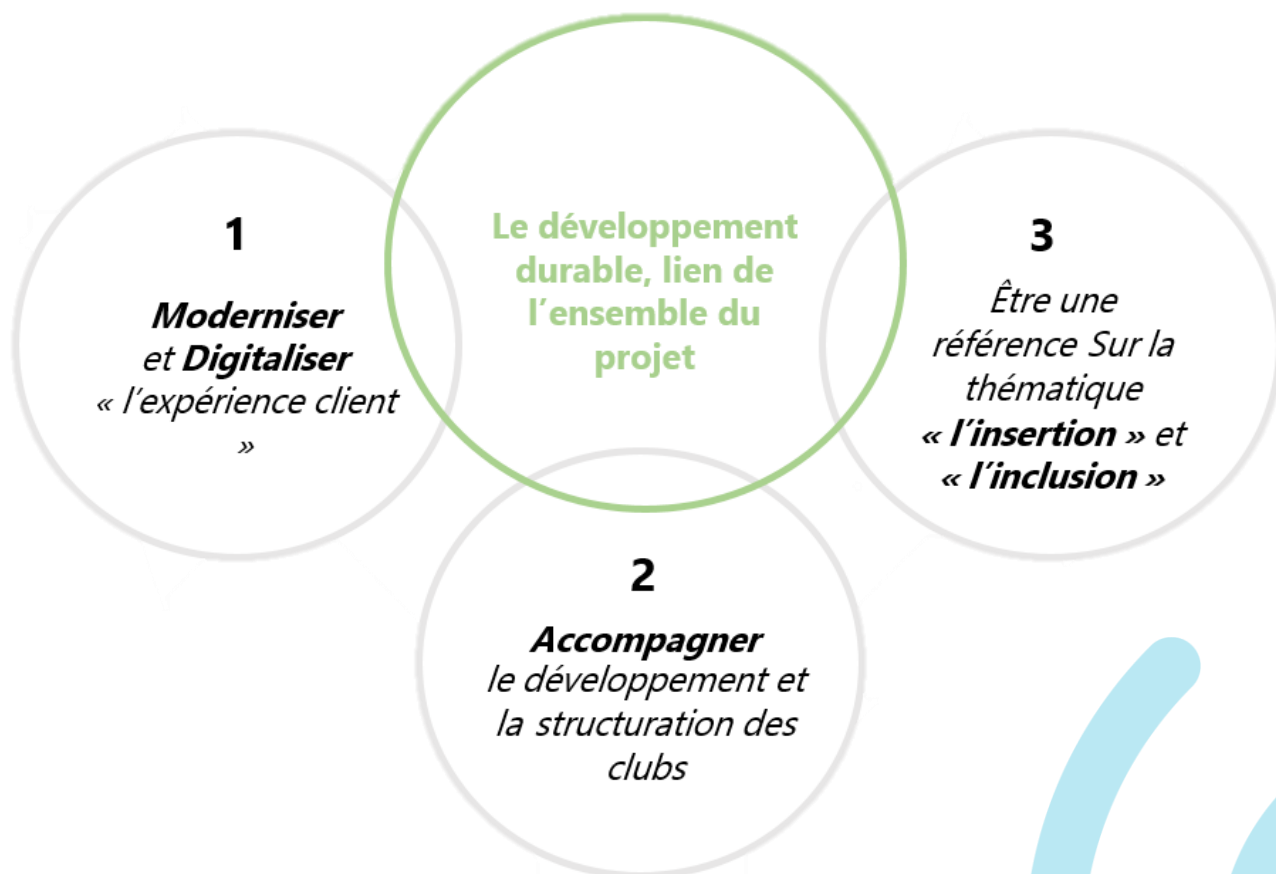 Le développement
durable, lien de
l'ensemble du
projet
1
Moderniser
et Digitaliser
« l'expérience client
»
2
Accompagner
le développement et
la structuration des
clubs
3
Être une
référence Sur la
thématique
« l'insertion » et
« l'inclusion »